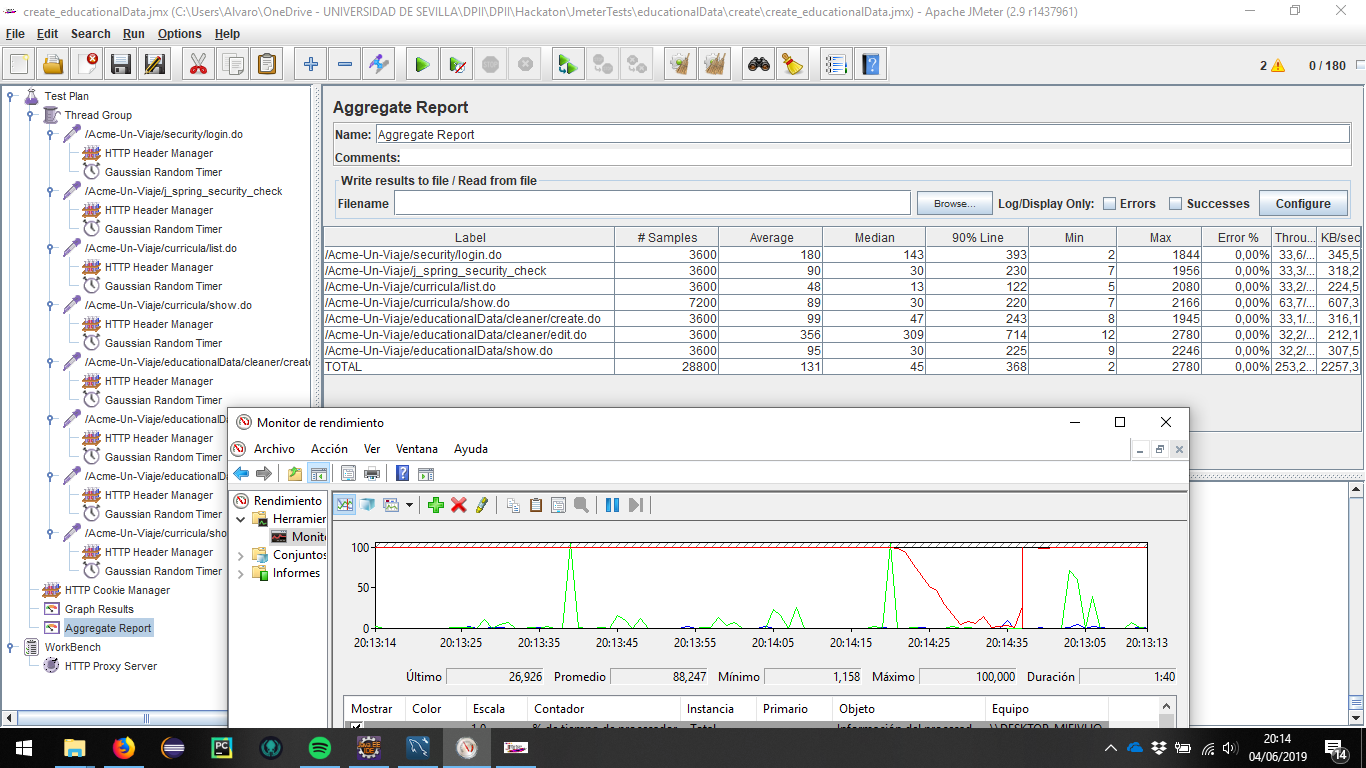 create_educationalData.jmx (C:\Users\Alvaro\OneDrive - UNIVERSIDAD DE SEVILLA\DPII\DPII\Hackaton\JmeterTests\educationalData\create\create_educationalData.jmx) - Apache JMeter (2.9 r1437961)
File Edit Search Run Options Help
2 0 / 180
Test Plan
Thread Group
/Acme-Un-Viaje/security/login.do
HTTP Header Manager
Gaussian Random Timer
/Acme-Un-Viaje/j_spring_security_check
HTTP Header Manager
Gaussian Random Timer
/Acme-Un-Viaje/curricula/list.do
HTTP Header Manager
Gaussian Random Timer
/Acme-Un-Viaje/curricula/show.do
HTTP Header Manager
Gaussian Random Timer
/Acme-Un-Viaje/educationalData/cleaner/create
HTTP Header Manager
Gaussian Random Timer
/Acme-Un-Viaje/educationalDa
HTTP Header Manager
Gaussian Random Timer
/Acme-Un-Viaje/educationalDa
HTTP Header Manager
Gaussian Random Timer
/Acme-Un-Viaje/curricula/sho
HTTP Header Manager
Gaussian Random Timer
HTTP Cookie Manager
Graph Results
Aggregate Report
WorkBench
HTTP Proxy Server
Aggregate Report
Name: Aggregate Report
Comments:
Write results to file / Read from file
Filename Browse... Log/Display Only: Errors Successes Configure
Label # Samples Average Median 90% Line Min Max Error % Throu... KB/sec
/Acme-Un-Viaje/security/login.do 3600 180 143 393 2 1844 0,00% 33,6/... 345,5
/Acme-Un-Viaje/j_spring_security_check 3600 90 30 230 7 1956 0,00% 33,3/... 318,2
/Acme-Un-Viaje/curricula/list.do 3600 48 13 122 5 2080 0,00% 33,2/... 224,5
/Acme-Un-Viaje/curricula/show.do 7200 89 30 220 7 2166 0,00% 63,7/... 607,3
/Acme-Un-Viaje/educationalData/cleaner/create.do 3600 99 47 243 8 1945 0,00% 33,1/... 316,1
/Acme-Un-Viaje/educationalData/cleaner/edit.do 3600 356 309 714 12 2780 0,00% 32,2/... 212,1
/Acme-Un-Viaje/educationalData/show.do 3600 95 30 225 9 2246 0,00% 32,2/... 307,5
TOTAL 28800 131 45 368 2 2780 0,00% 253,2... 2257,3
Monitor de rendimiento
Archivo Acción Ver Ventana Ayuda
Rendimiento
Herramier
Monito
Conjuntos
Informes
100
50
0
20:13:14 20:13:25 20:13:35 20:13:45 20:13:55 20:14:05 20:14:15 20:14:25 20:14:35 20:13:05 20:13:13
Último 26,926 Promedio 88,247 Mínimo 1,158 Máximo 100,000 Duración 1:40
Mostrar Color Escala Contador Instancia Primario Objeto Equipo
20:14
04/06/2019
14